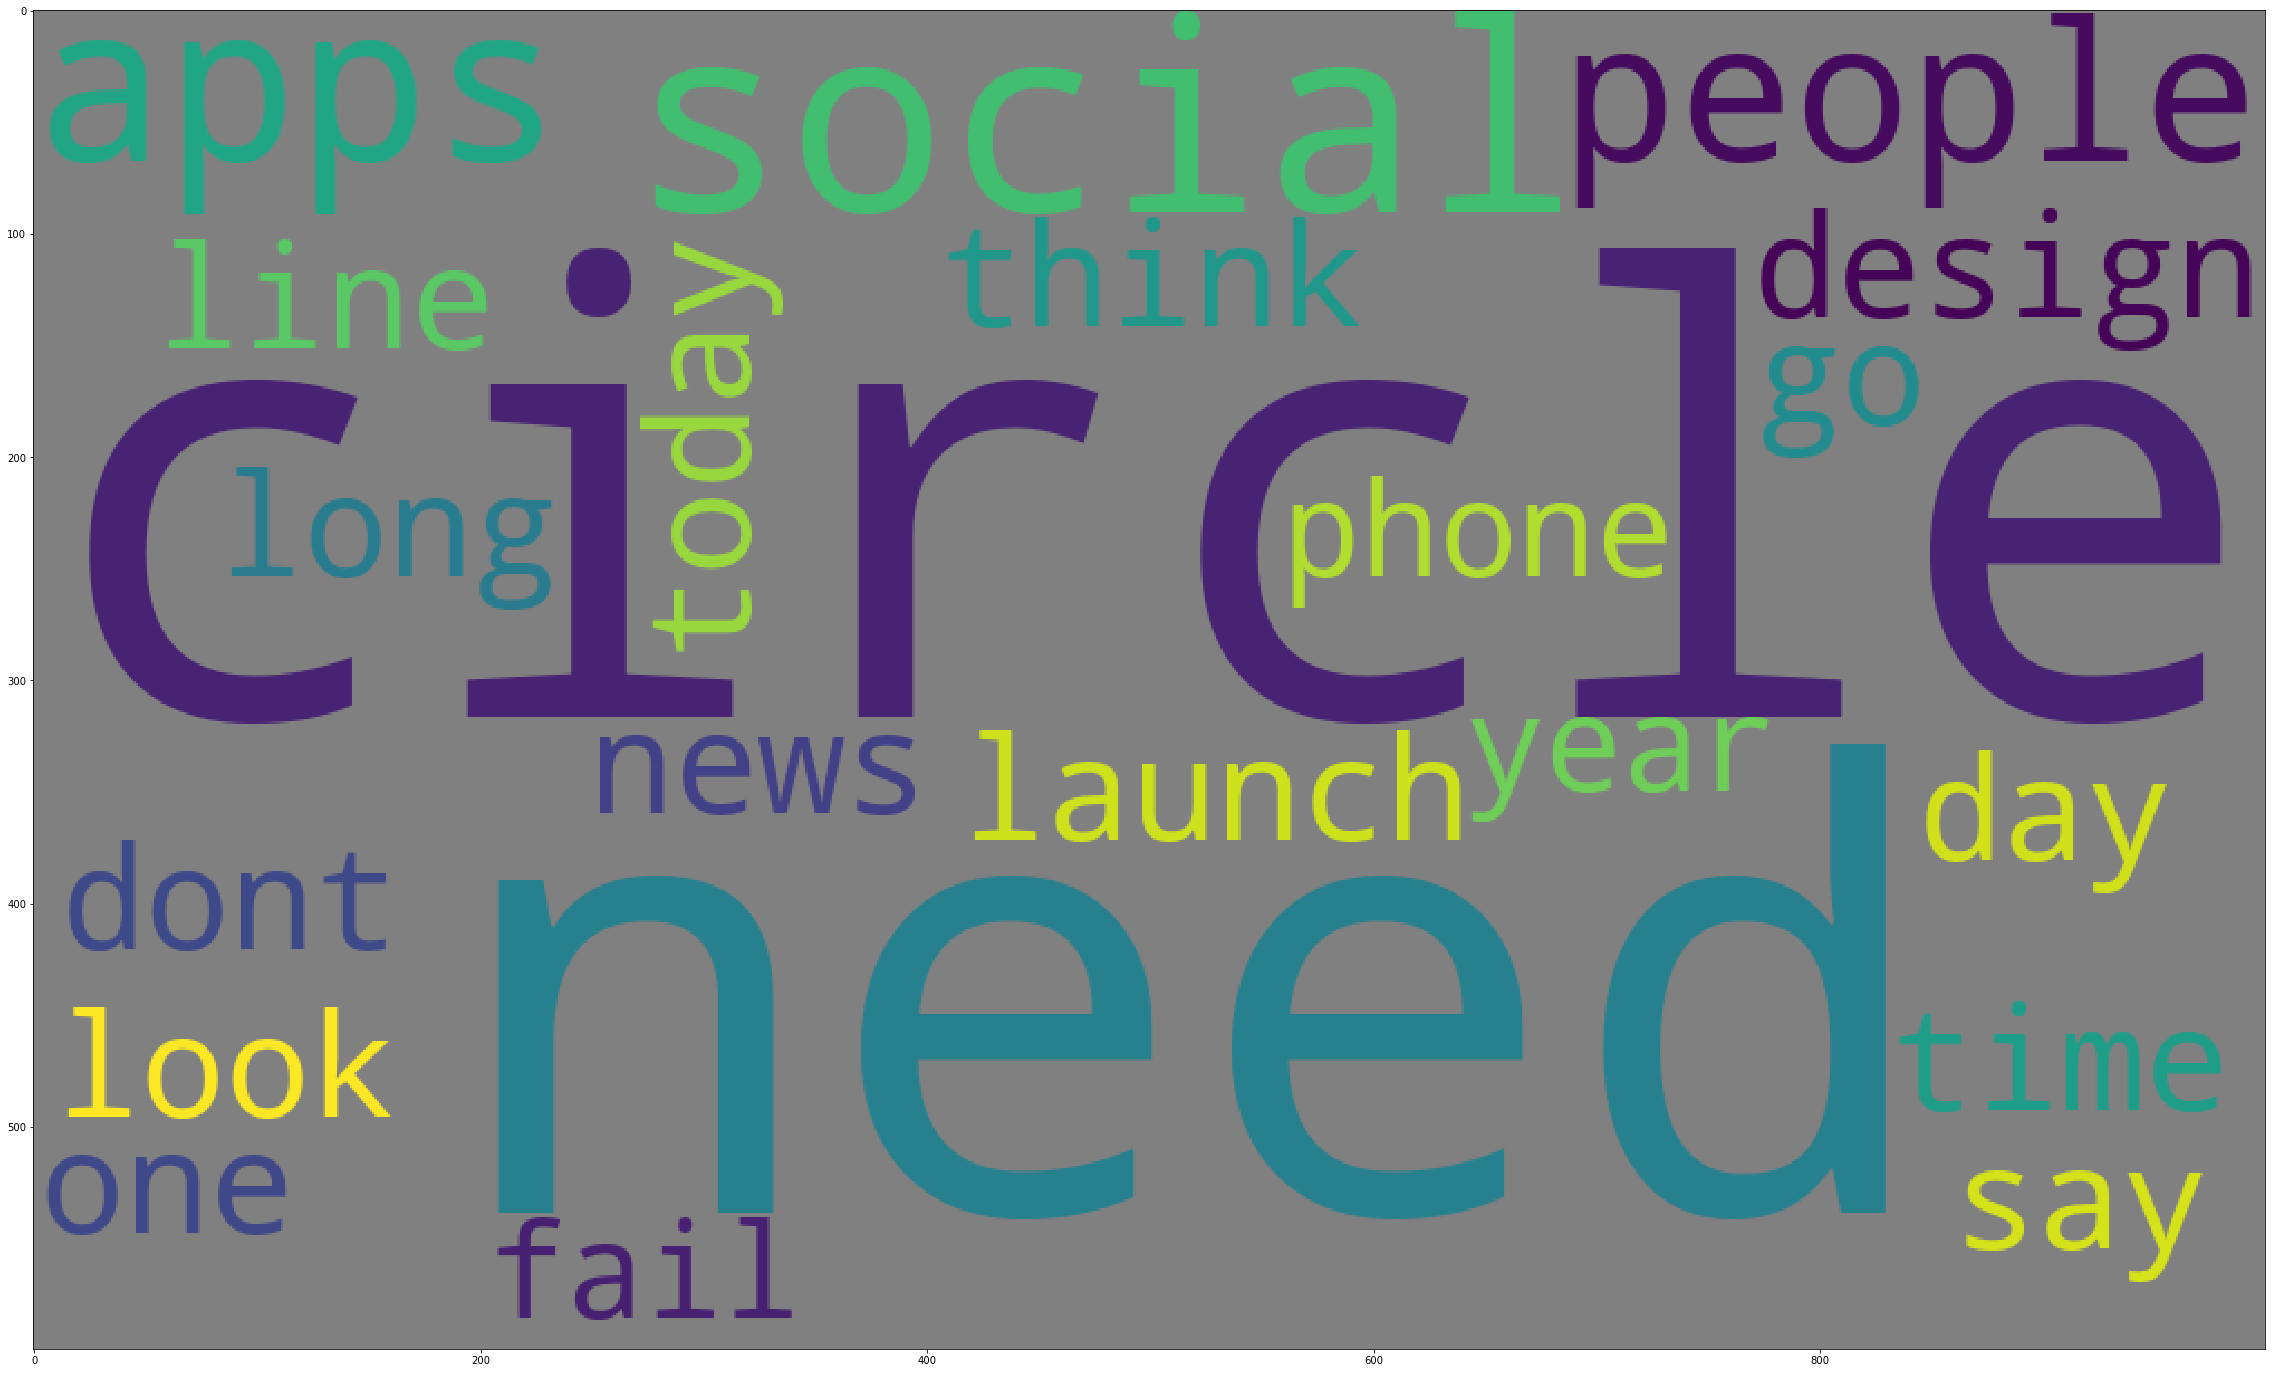 apps social people
line today think design
go
circle
long phone
news launch year day
dont
need
look time
one say
fail
0
100
200
300
400
500
0 200 400 600 800